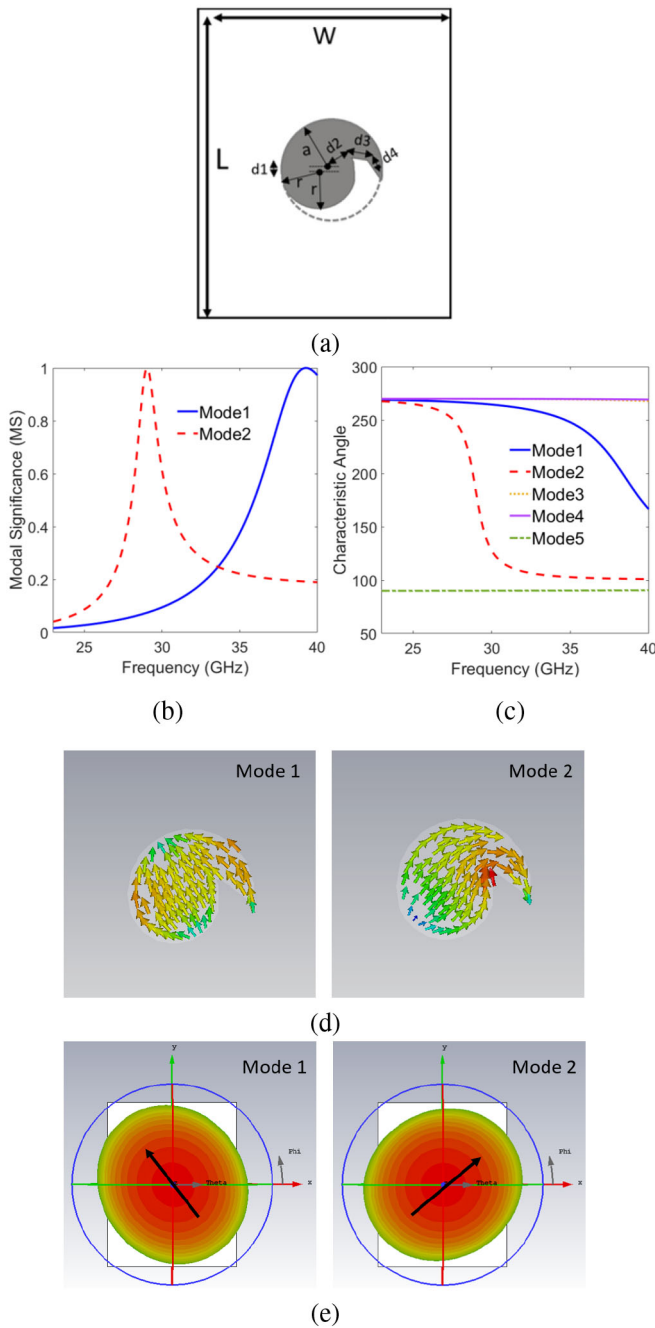 W
L
a
d2
d3
d4
d1
r
r
(a)
1
0.8
0.6
0.4
0.2
0
Modal Significance (MS)
Mode1
Mode2
25 30 35 40
Frequency (GHz)
(b)
300
250
200
150
100
50
Characteristic Angle
Mode1
Mode2
Mode3
Mode4
Mode5
25 30 35 40
Frequency (GHz)
(c)
Mode 1
Mode 2
(d)
y
Mode 1
Phi
Theta
x
y
Mode 2
Phi
Theta
x
(e)